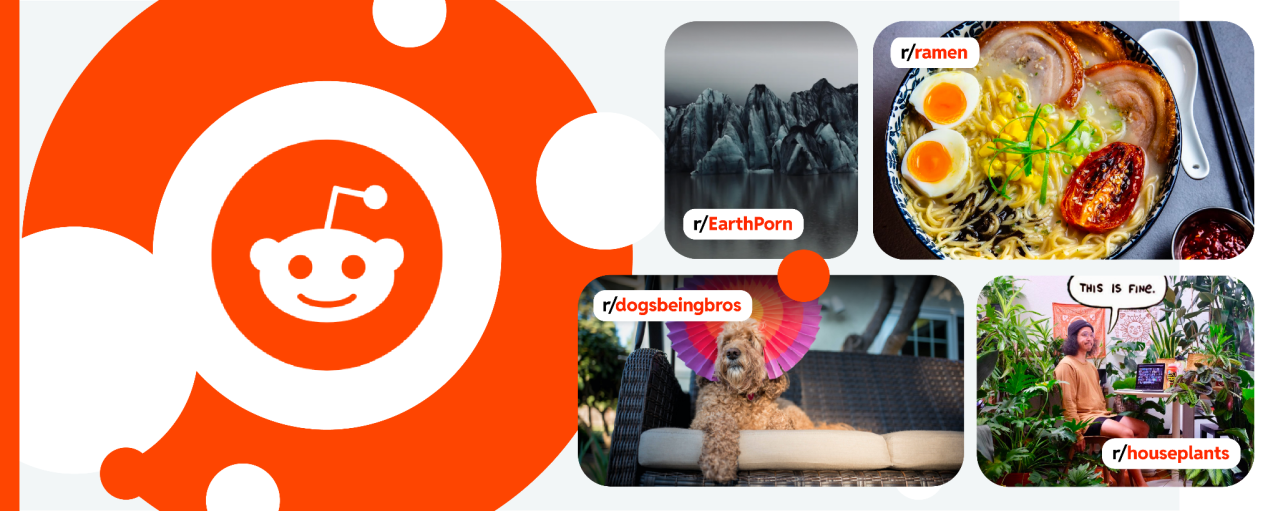 r/EarthPorn
r/ramen
r/dogsbeingbros
THIS IS FINE.
r/houseplants